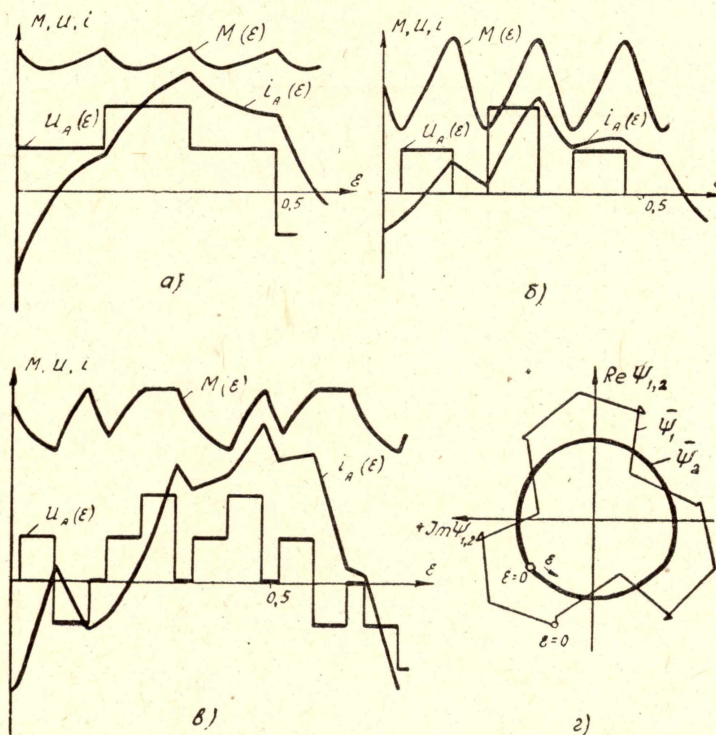 M, U, i
M(ε)
U_A(ε)
i_A(ε)
ε
0,5
а)
M, U, i
M(ε)
U_A(ε)
i_A(ε)
0,5
б)
M, U, i
M(ε)
U_A(ε)
i_A(ε)
0,5
ε
в)
Re Ψ_1,2
Ψ̄_1
Ψ̄_2
+Jm Ψ_1,2
ε
ε=0
ε=0
г)